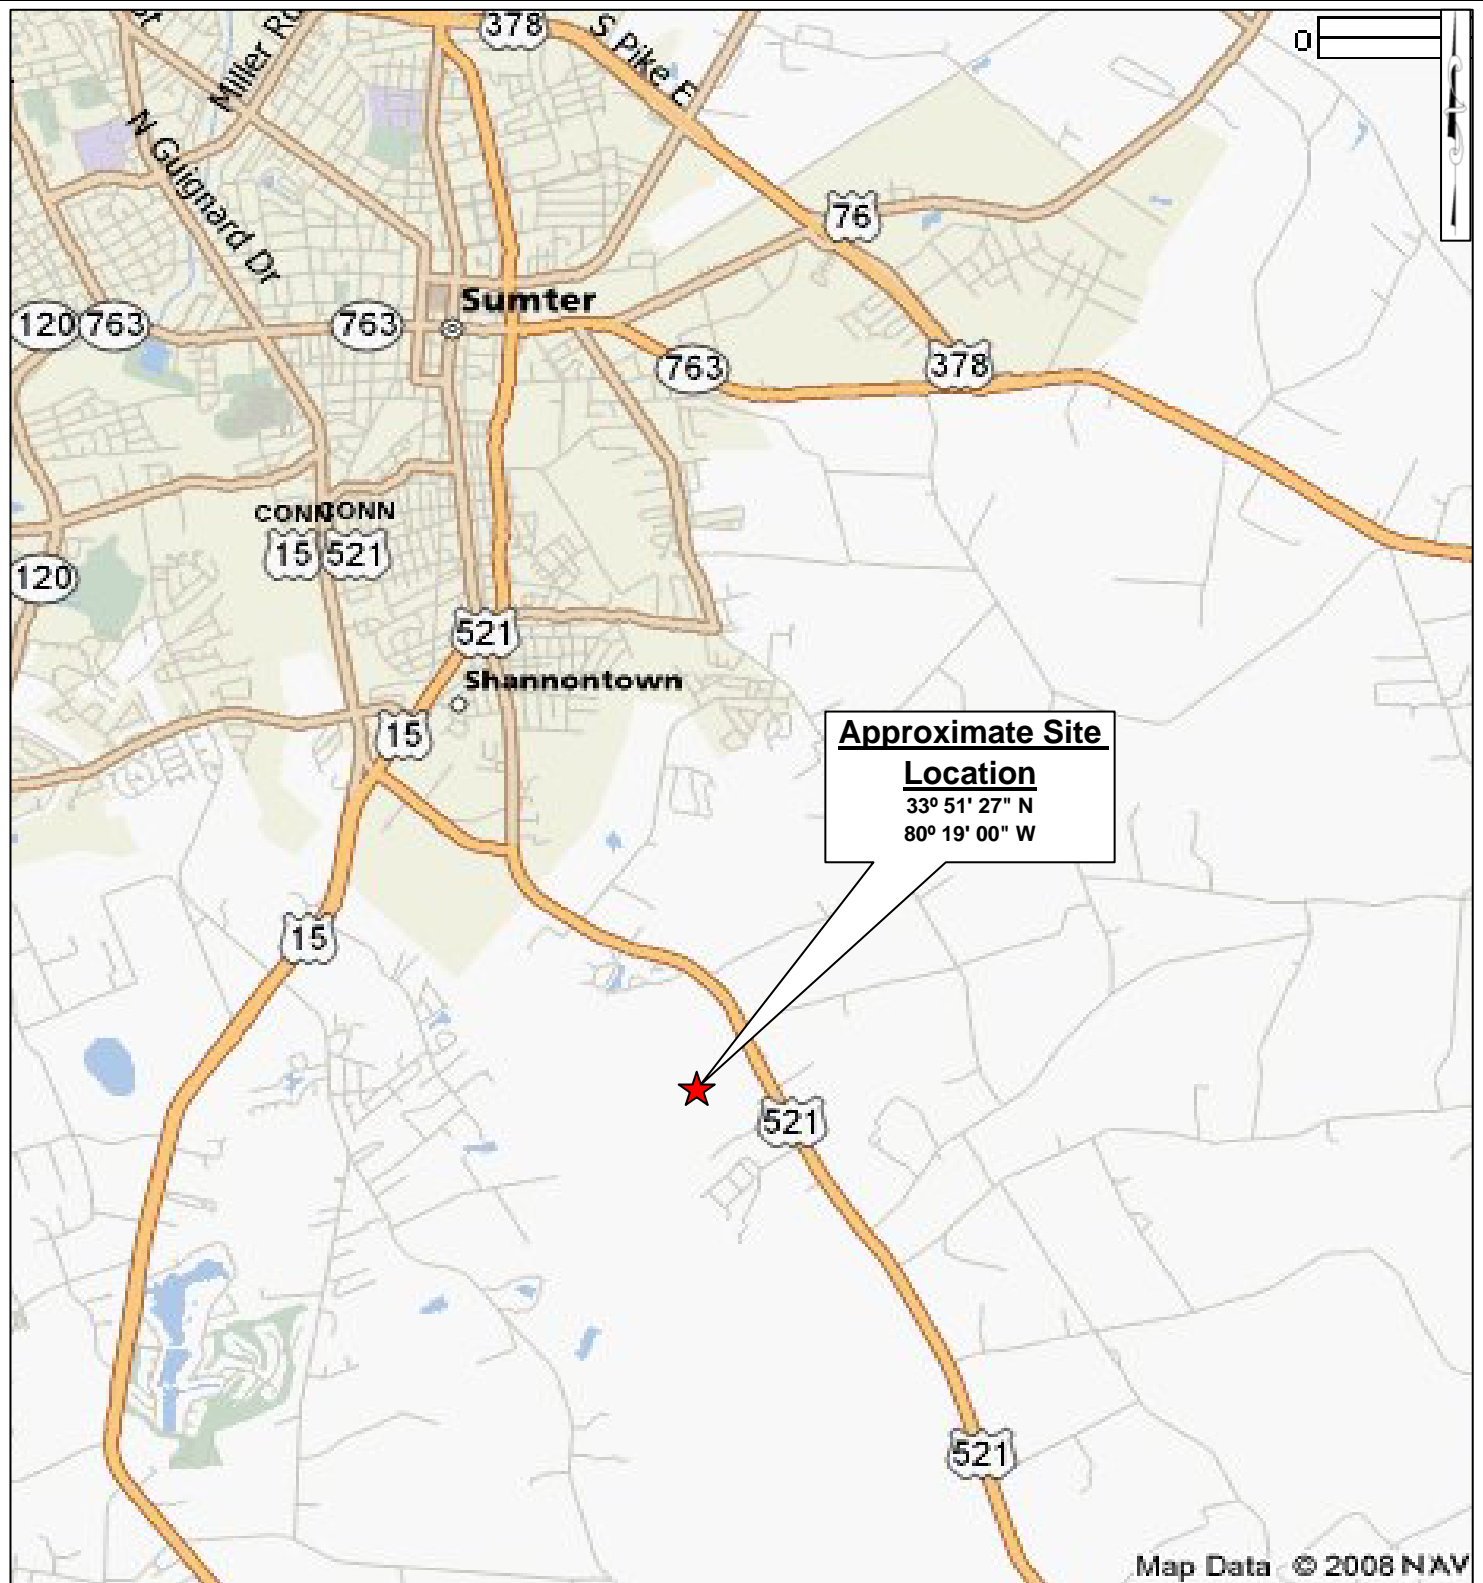 378
S Pike E
0
Miller Rd
N Guignard Dr
76
Sumter
120
763
763
763
378
CONN
CONN
15
521
120
521
Shannontown
15
Approximate Site
Location
33º 51' 27" N
80º 19' 00" W
15
521
521
Map Data © 2008 NAV